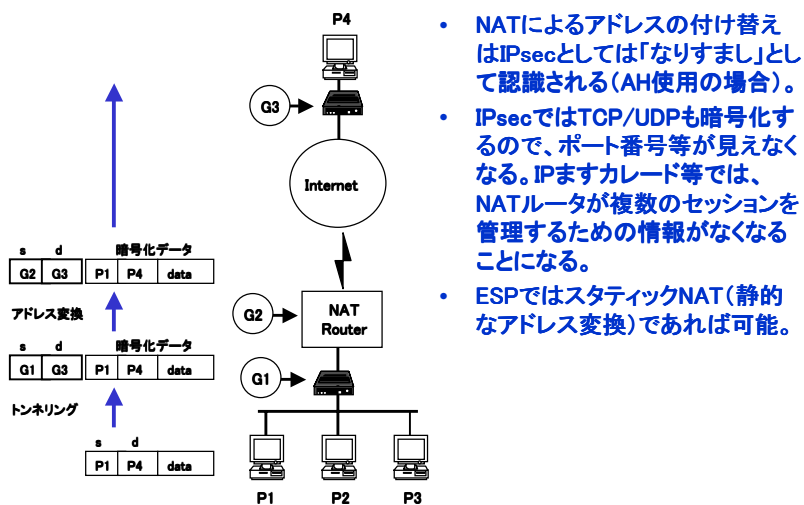 P4
G3
Internet
s d 暗号化データ
G2 G3 P1 P4 data
アドレス変換
G2
NAT
Router
s d 暗号化データ
G1 G3 P1 P4 data
G1
トンネリング
s d
P1 P4 data
P1 P2 P3
• NATによるアドレスの付け替え
はIPsecとしては「なりすまし」とし
て認識される（AH使用の場合）。
• IPsecではTCP/UDPも暗号化す
るので、ポート番号等が見えなく
なる。IPますカレード等では、
NATルータが複数のセッションを
管理するための情報がなくなる
ことになる。
• ESPではスタティックNAT（静的
なアドレス変換）であれば可能。